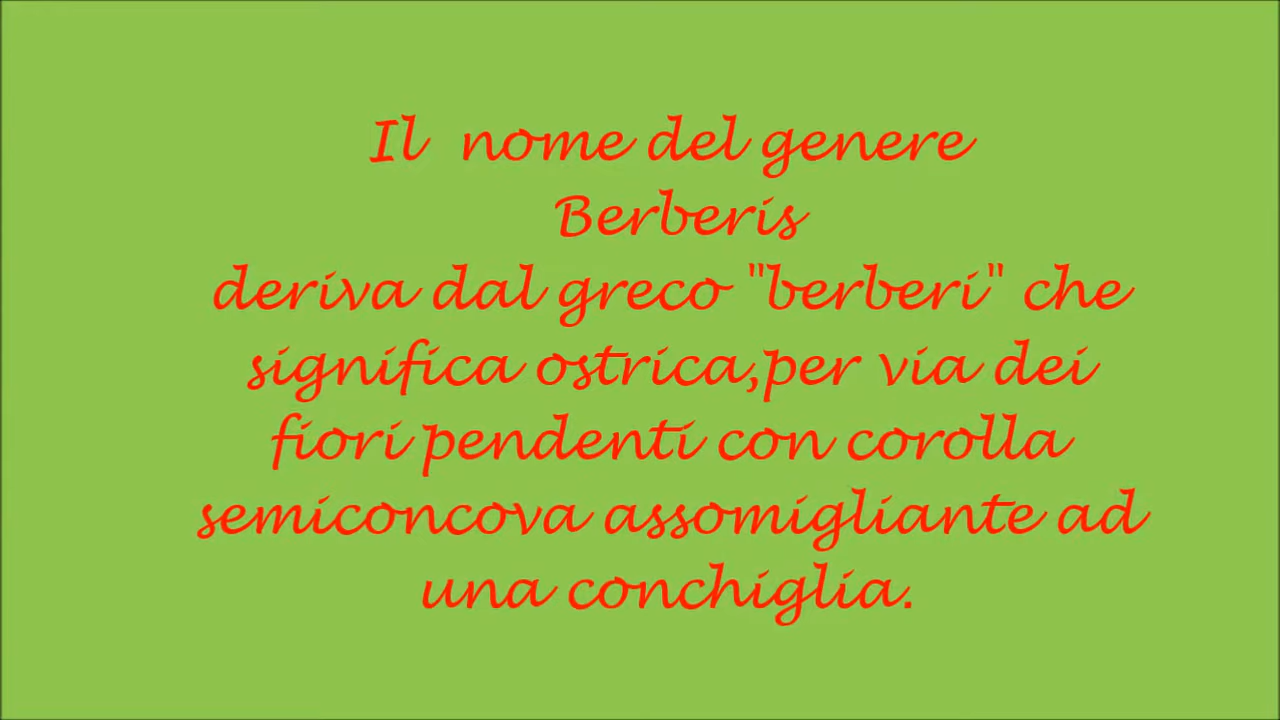 Il  nome del genere
Berberis
deriva dal greco "berberi" che
significa ostrica,per via dei
fiori pendenti con corolla
semiconcova assomigliante ad
una conchiglia.